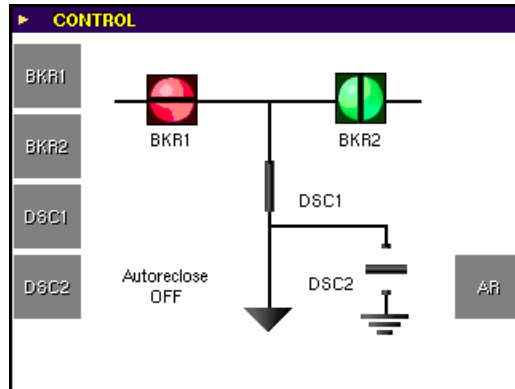 CONTROL
BKR1
BKR2
DSC1
DSC2
BKR1
BKR2
DSC1
DSC2
Autoreclose
OFF
AR